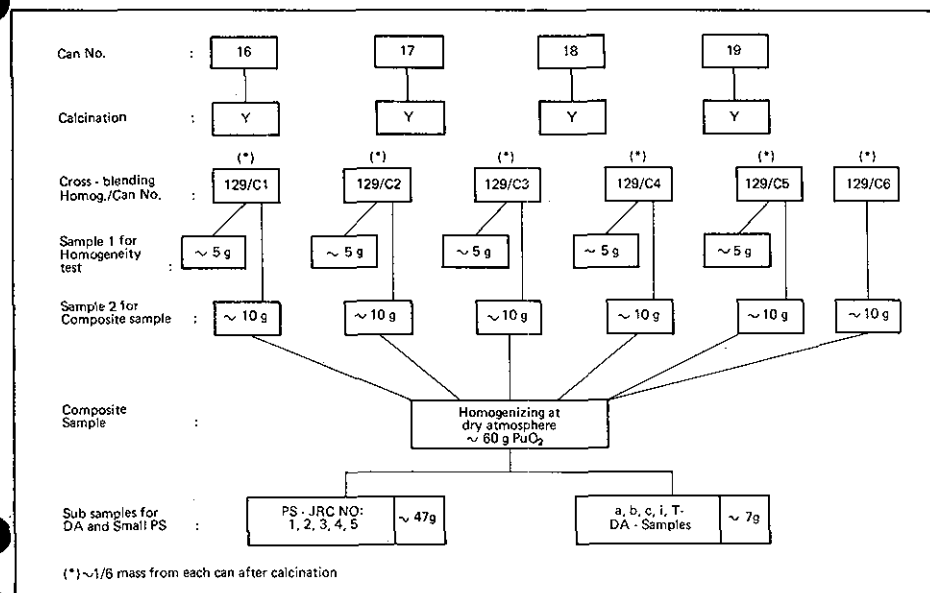 Can No. : 16 17 18 19
Calcination : Y Y Y Y
(*) (*) (*) (*) (*) (*)
Cross - blending
Homog./Can No. : 129/C1 129/C2 129/C3 129/C4 129/C5 129/C6
Sample 1 for
Homogeneity
test : ~ 5 g ~ 5 g ~ 5 g ~ 5 g ~ 5 g
Sample 2 for
Composite sample : ~ 10 g ~ 10 g ~ 10 g ~ 10 g ~ 10 g ~ 10 g
Composite
Sample :
Homogenizing at
dry atmosphere
~ 60 g PuO₂
Sub samples for
DA and Small PS :
PS - JRC NO:
1, 2, 3, 4, 5
~ 47g
a, b, c, i, T-
DA - Samples
~ 7g
(*) ~1/6 mass from each can after calcination